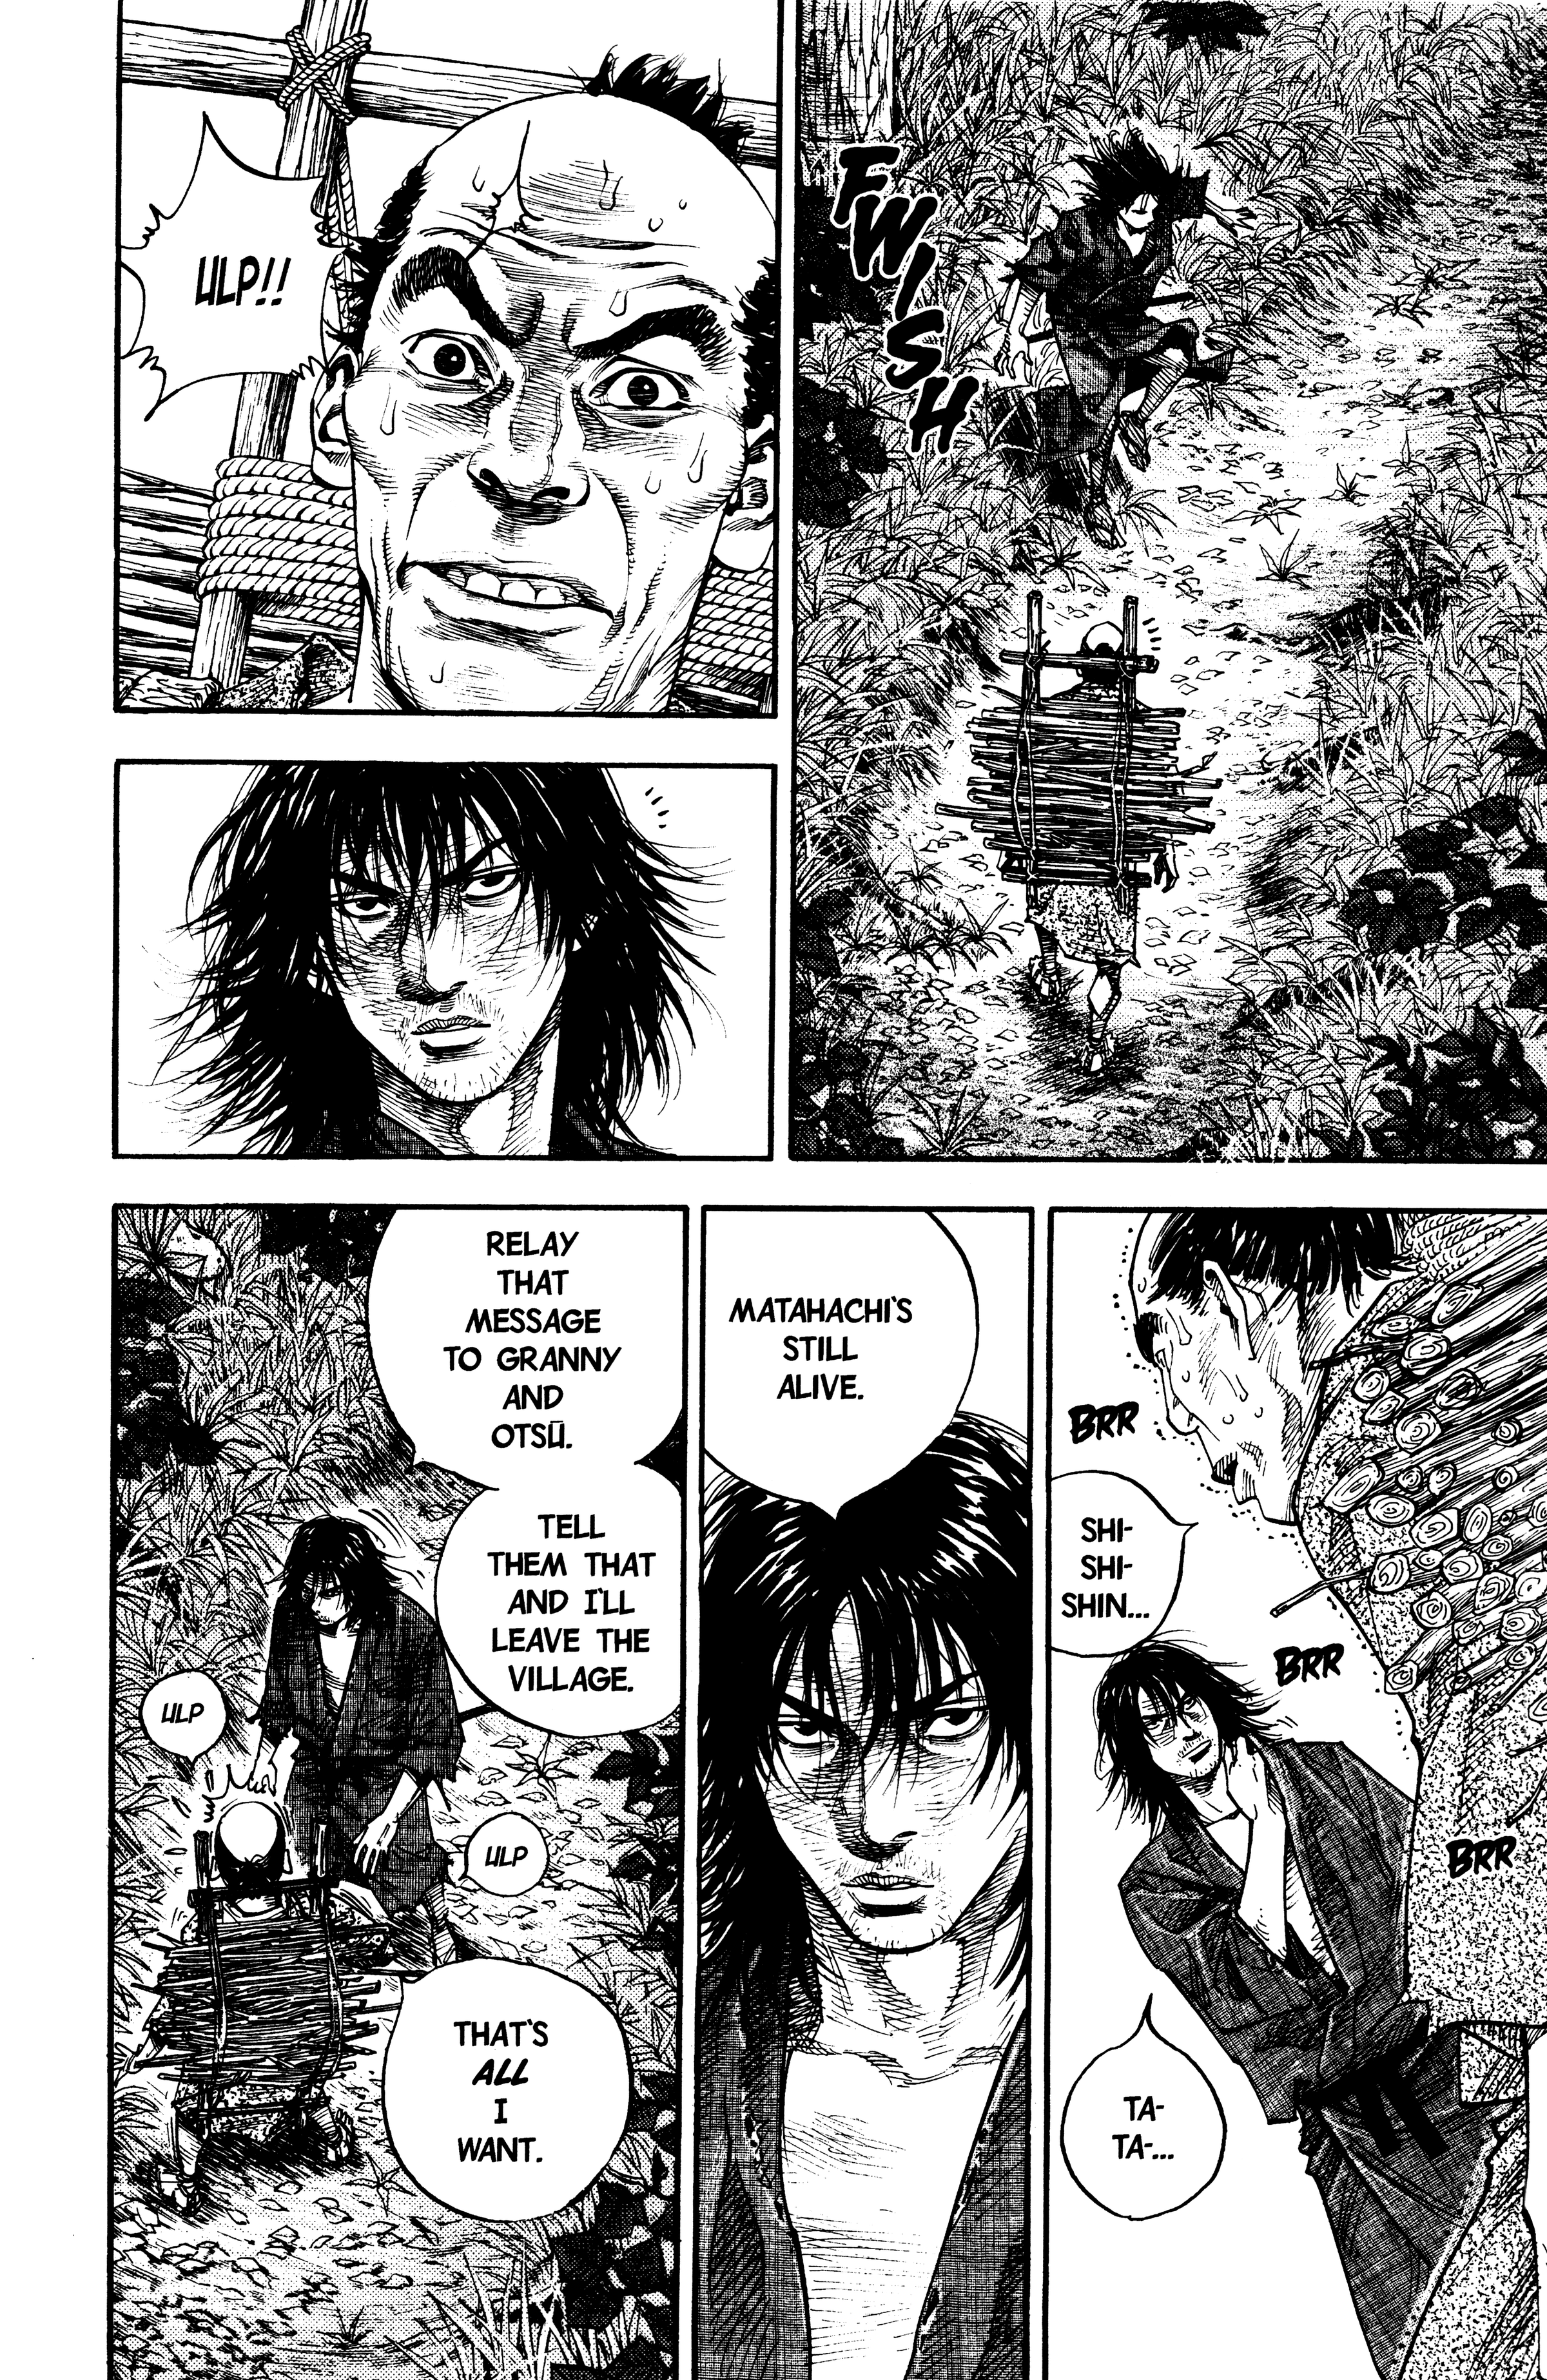 FWISH
ULP!!
BRR
SHI-
SHI-
SHIN...
BRR
BRR
TA-
TA-...
MATAHACHI'S
STILL
ALIVE.
RELAY
THAT
MESSAGE
TO GRANNY
AND
OTSŪ.
TELL
THEM THAT
AND I'LL
LEAVE THE
VILLAGE.
ULP
ULP
THAT'S
ALL
I
WANT.